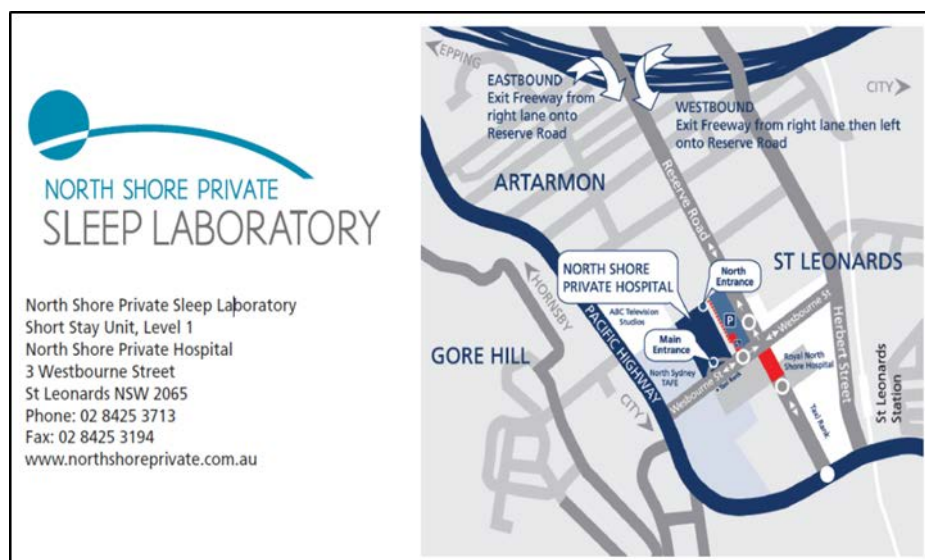 NORTH SHORE PRIVATE
SLEEP LABORATORY
North Shore Private Sleep Laboratory
Short Stay Unit, Level 1
North Shore Private Hospital
3 Westbourne Street
St Leonards NSW 2065
Phone: 02 8425 3713
Fax: 02 8425 3194
www.northshoreprivate.com.au
EPPING
EASTBOUND
Exit Freeway from
right lane onto
Reserve Road
CITY
WESTBOUND
Exit Freeway from right lane then left
onto Reserve Road
ARTARMON
Reserve Road
ST LEONARDS
NORTH SHORE
PRIVATE HOSPITAL
North
Entrance
HORNSBY
ABC Television
Studios
P
Westbourne St
Main
Entrance
PACIFIC HIGHWAY
GORE HILL
North Sydney
TAFE
Royal North
Shore Hospital
Herbert Street
St Leonards
Station
Westbourne St
Taxi Rank
CITY
Taxi Rank